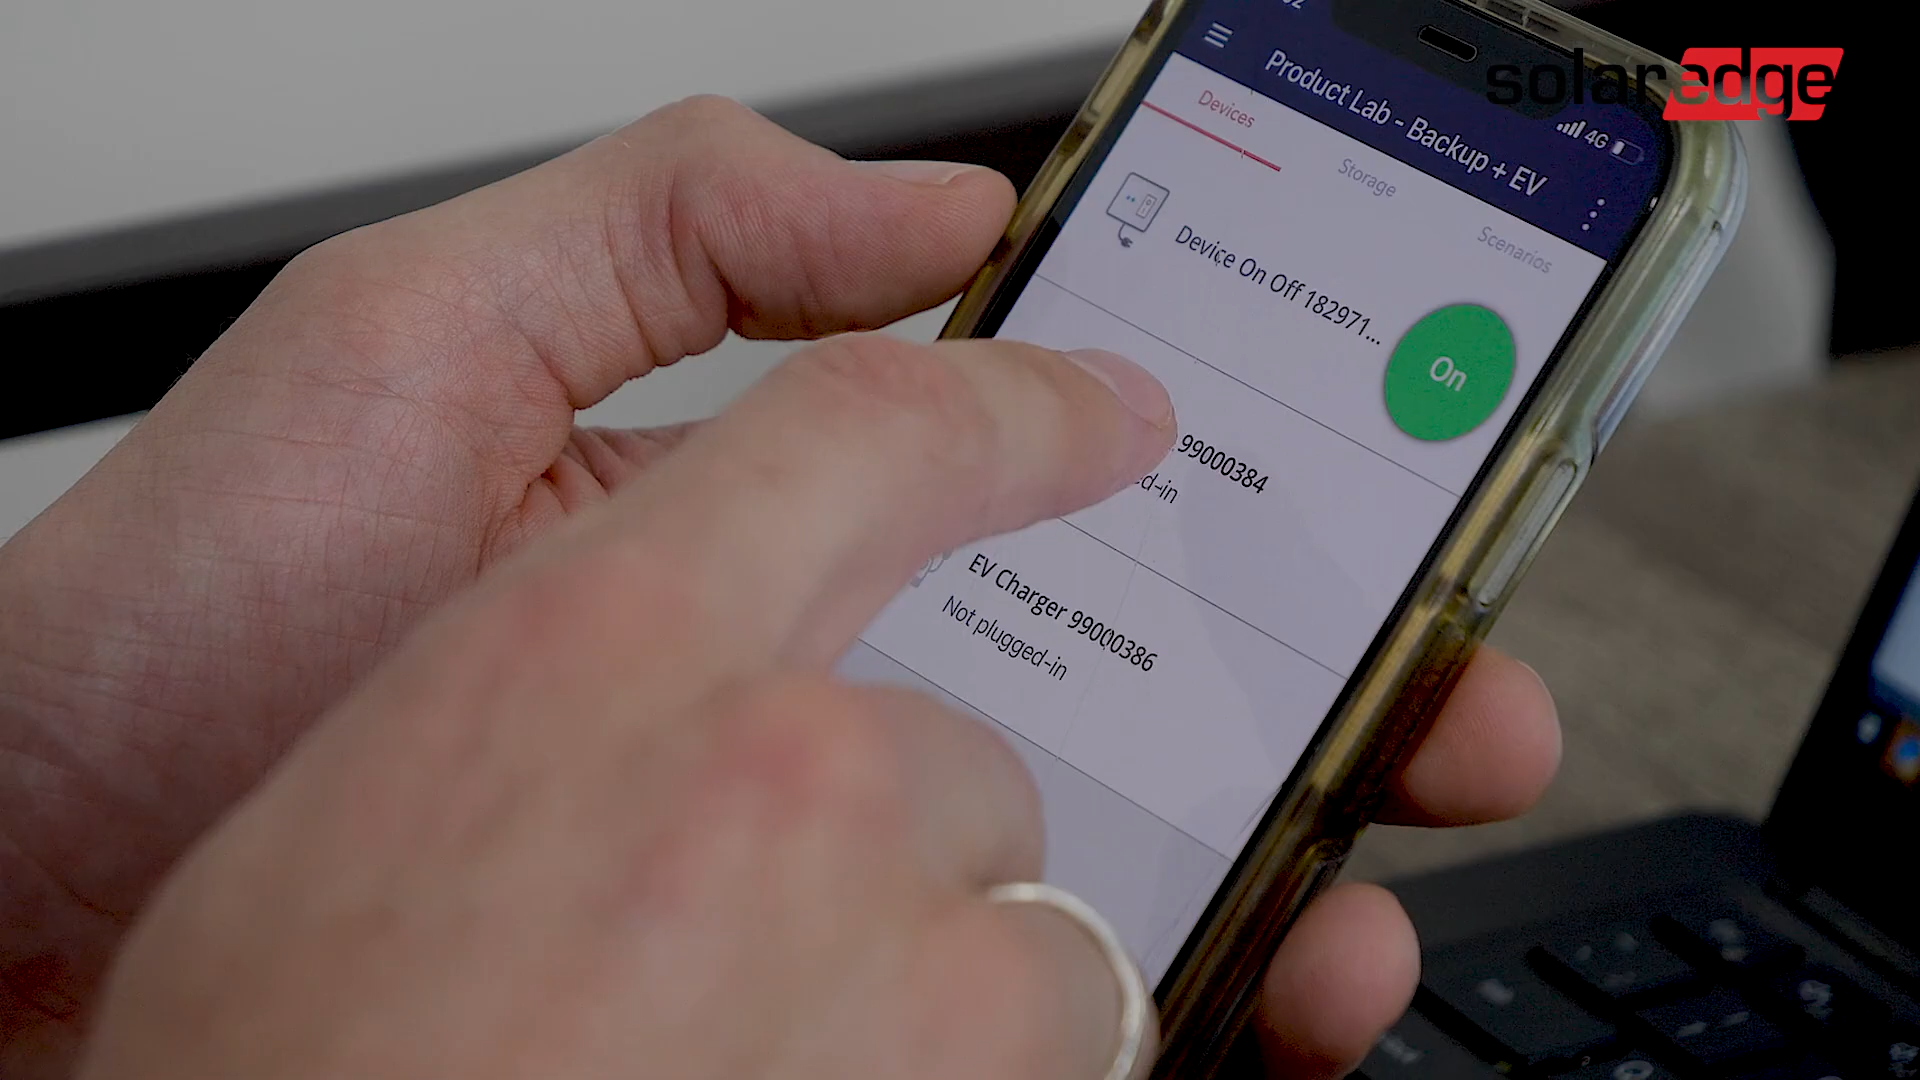 solaredge
Product Lab - Backup + EV
4G
Devices
Storage
Scenarios
Device On Off 182971...
On
99000384
ed-in
EV Charger 99000386
Not plugged-in